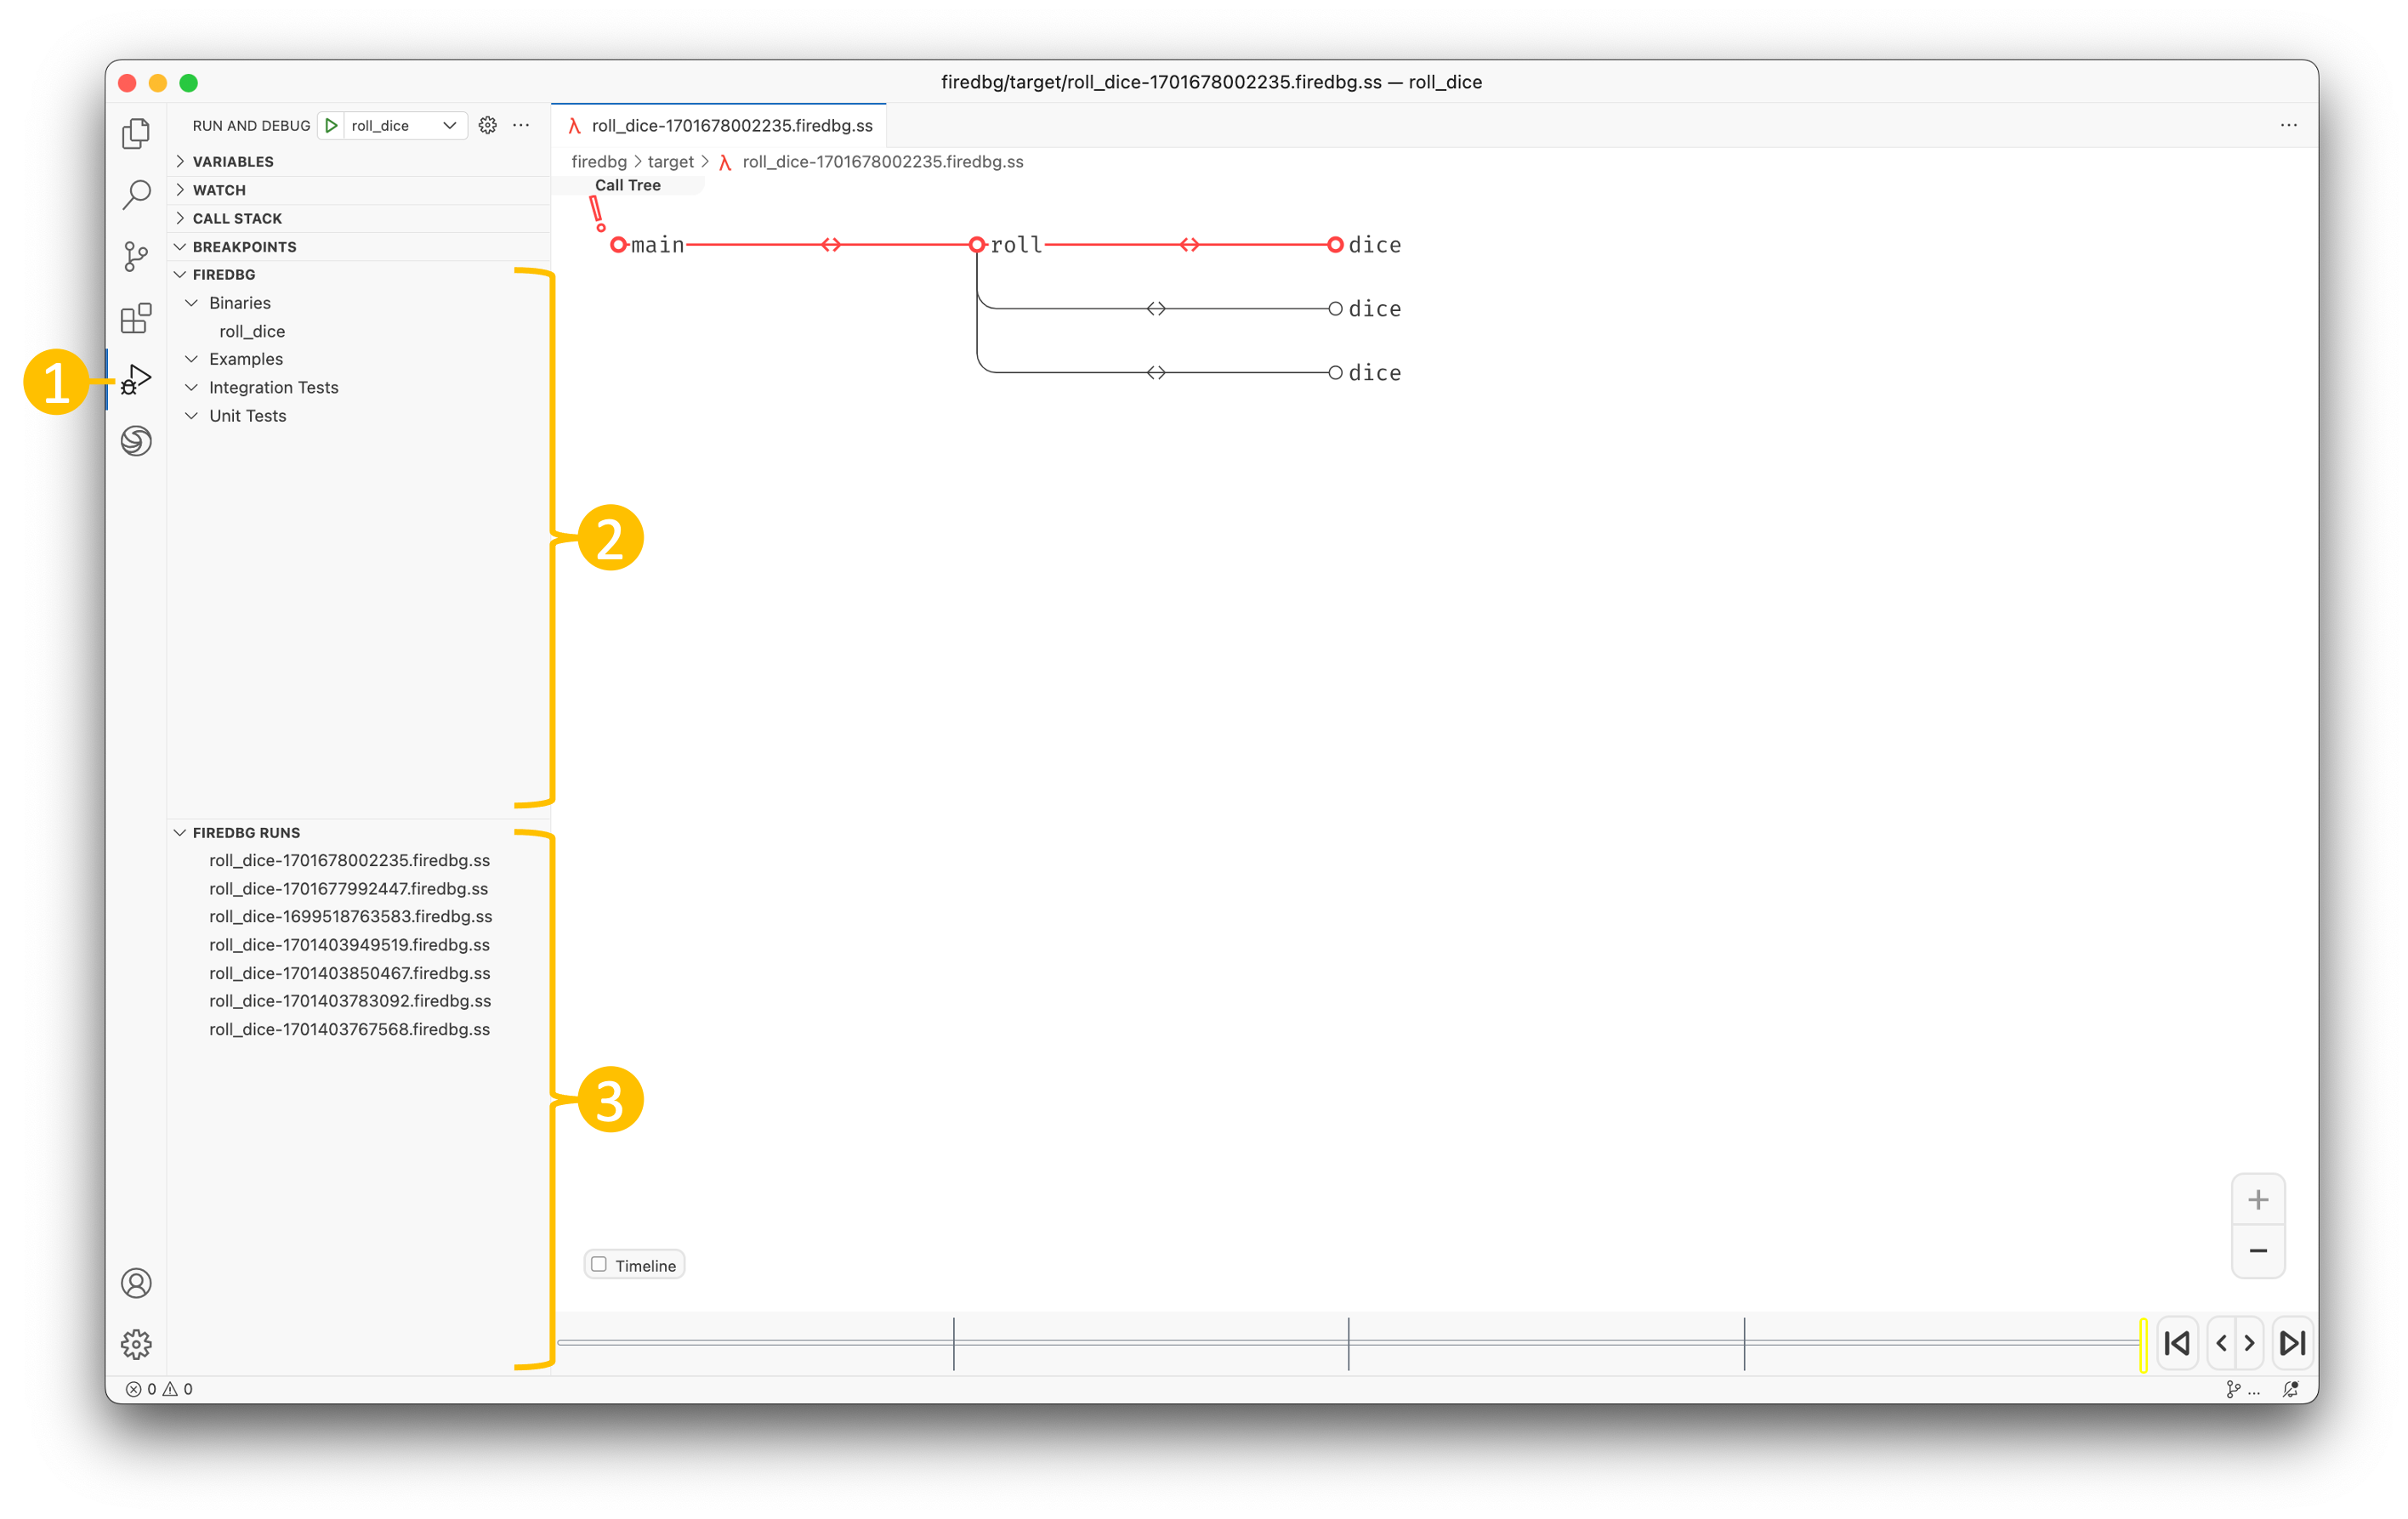 firedbg/target/roll_dice-1701678002235.firedbg.ss — roll_dice
RUN AND DEBUG
roll_dice
VARIABLES
WATCH
CALL STACK
BREAKPOINTS
FIREDBG
Binaries
roll_dice
Examples
Integration Tests
Unit Tests
FIREDBG RUNS
roll_dice-1701678002235.firedbg.ss
roll_dice-1701677992447.firedbg.ss
roll_dice-1699518763583.firedbg.ss
roll_dice-1701403949519.firedbg.ss
roll_dice-1701403850467.firedbg.ss
roll_dice-1701403783092.firedbg.ss
roll_dice-1701403767568.firedbg.ss
1
2
3
λ roll_dice-1701678002235.firedbg.ss
firedbg > target > λ roll_dice-1701678002235.firedbg.ss
Call Tree
main roll dice
dice
dice
Timeline
0 0